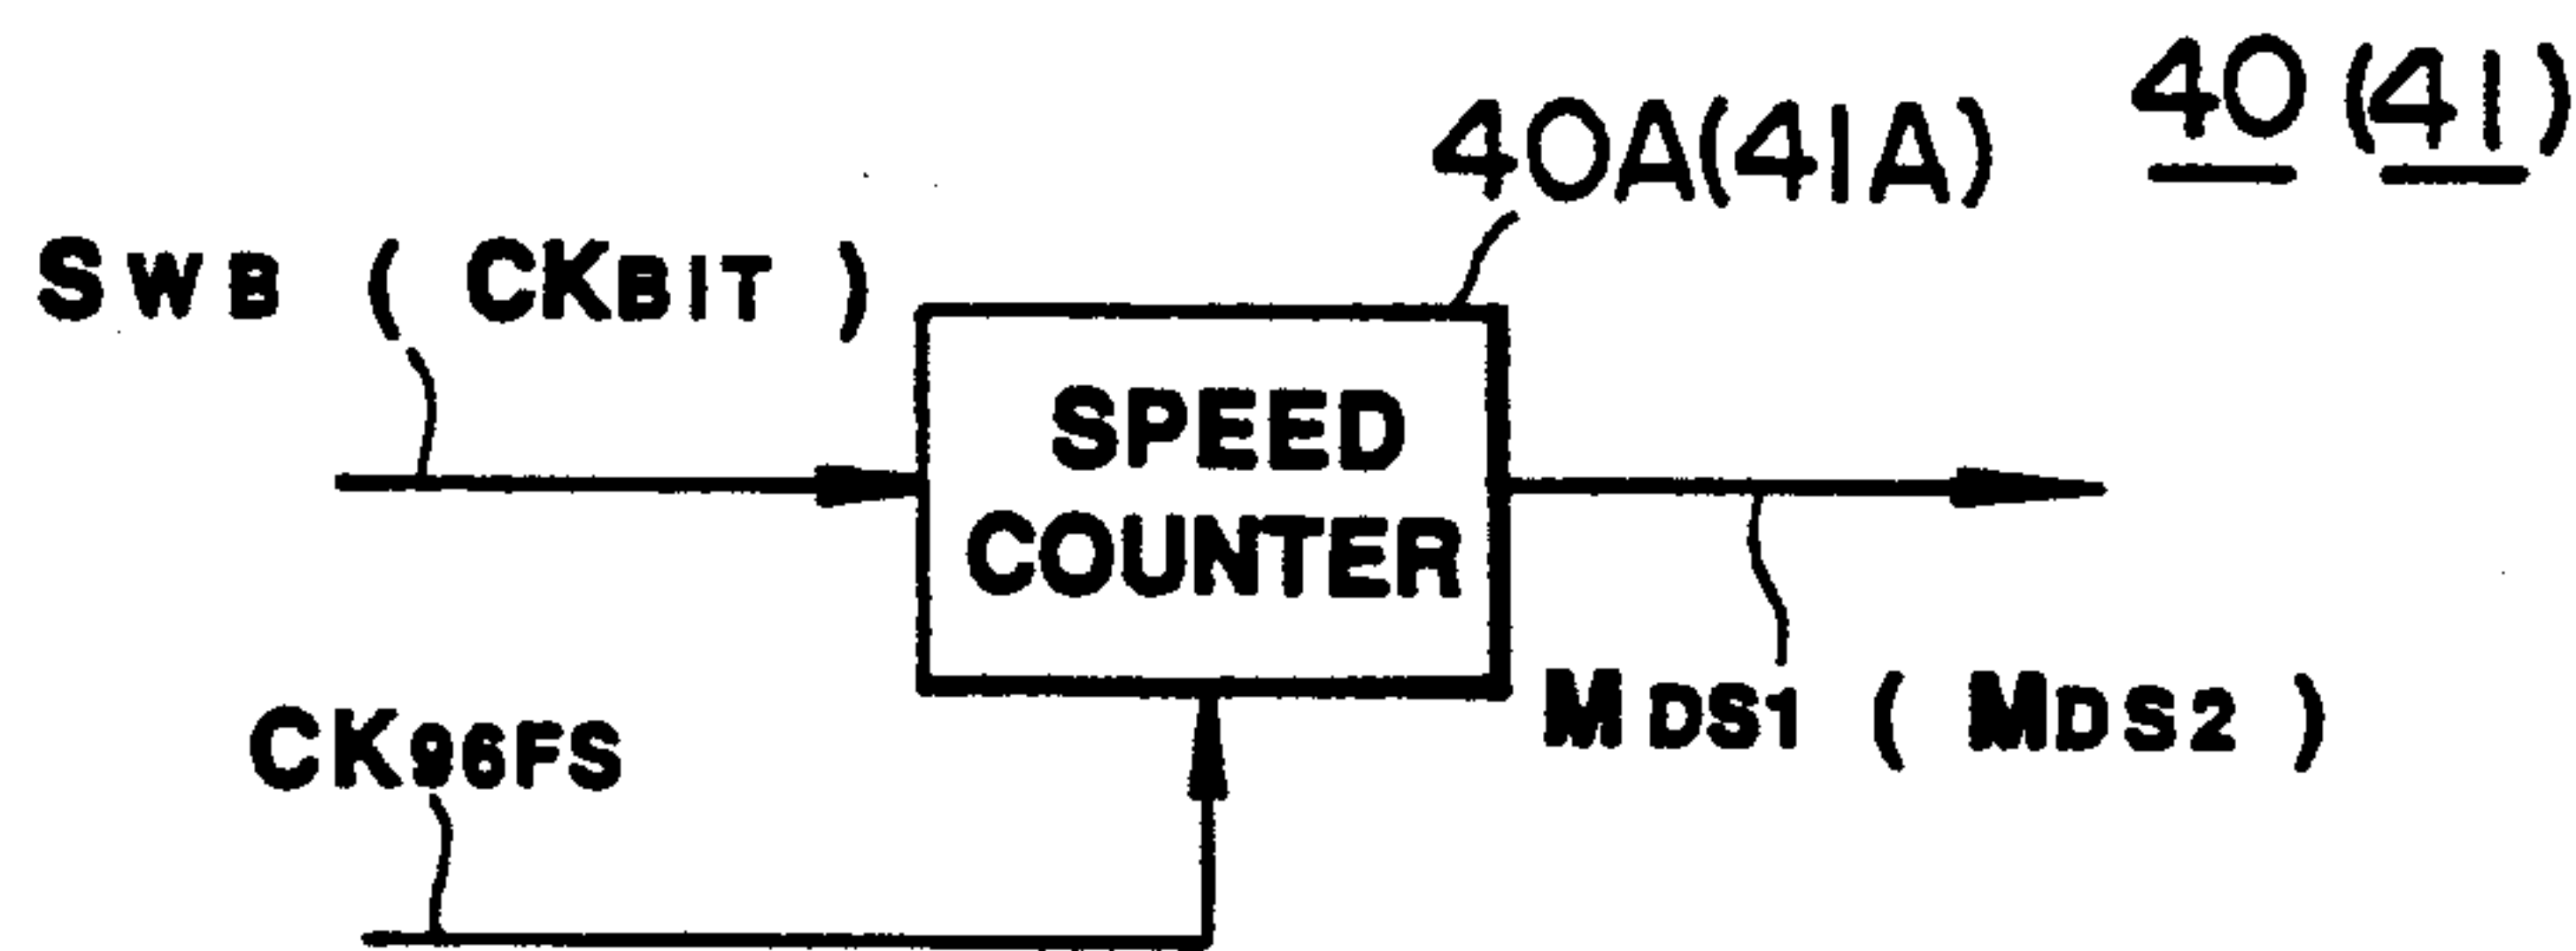 40 (41)
40A(41A)
SWB ( CKBIT )
SPEED
COUNTER
MDS1 ( MDS2 )
CK96FS